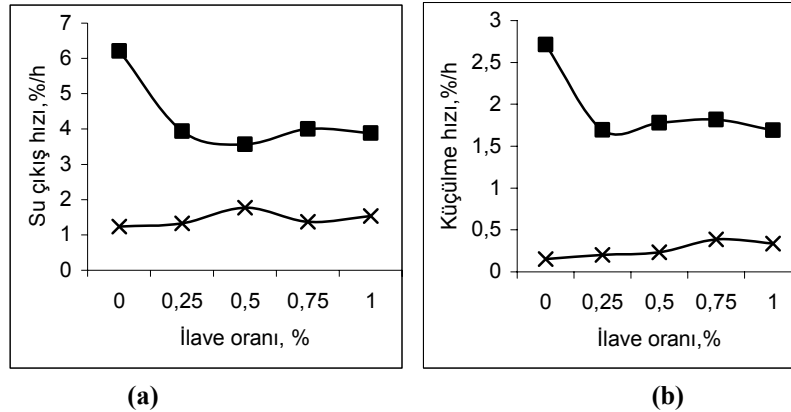 Su çıkış hızı,%/h
7
6
5
4
3
2
1
0
0 0,25 0,5 0,75 1
İlave oranı, %
(a)
Küçülme hızı,%/h
3
2,5
2
1,5
1
0,5
0
0 0,25 0,5 0,75 1
İlave oranı, %
(b)